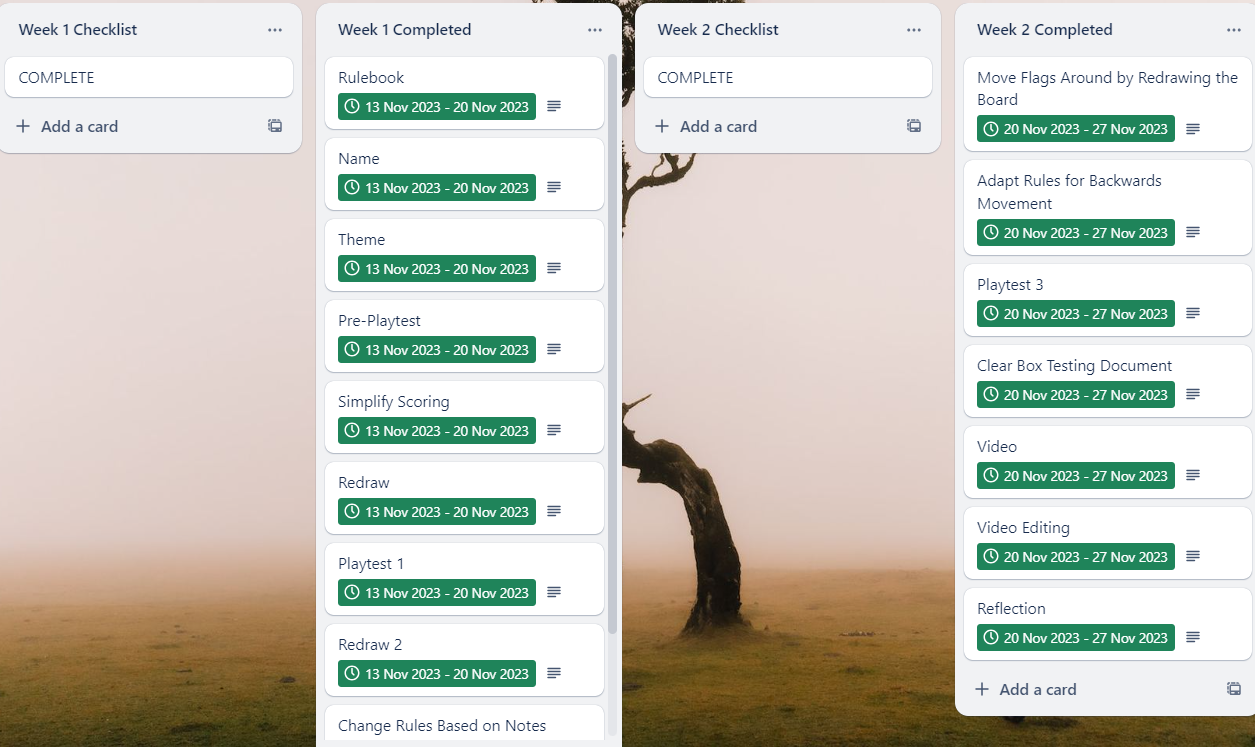 Week 1 Checklist
COMPLETE
Add a card
Week 1 Completed
Rulebook
13 Nov 2023 - 20 Nov 2023
Name
13 Nov 2023 - 20 Nov 2023
Theme
13 Nov 2023 - 20 Nov 2023
Pre-Playtest
13 Nov 2023 - 20 Nov 2023
Simplify Scoring
13 Nov 2023 - 20 Nov 2023
Redraw
13 Nov 2023 - 20 Nov 2023
Playtest 1
13 Nov 2023 - 20 Nov 2023
Redraw 2
13 Nov 2023 - 20 Nov 2023
Change Rules Based on Notes
Week 2 Checklist
COMPLETE
Add a card
Week 2 Completed
Move Flags Around by Redrawing the
Board
20 Nov 2023 - 27 Nov 2023
Adapt Rules for Backwards
Movement
20 Nov 2023 - 27 Nov 2023
Playtest 3
20 Nov 2023 - 27 Nov 2023
Clear Box Testing Document
20 Nov 2023 - 27 Nov 2023
Video
20 Nov 2023 - 27 Nov 2023
Video Editing
20 Nov 2023 - 27 Nov 2023
Reflection
20 Nov 2023 - 27 Nov 2023
Add a card